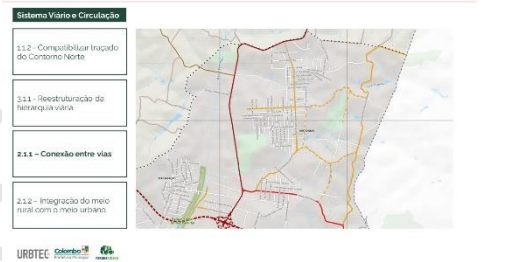 Sistema Viário e Circulação
1.1.2 - Compatibilizar traçado
do Contorno Norte
3.1.1 - Reestruturação da
hierarquia viária
2.1.1 – Conexão entre vias
2.1.2 – Integração do meio
rural com o meio urbano
URBTEC
Colombo